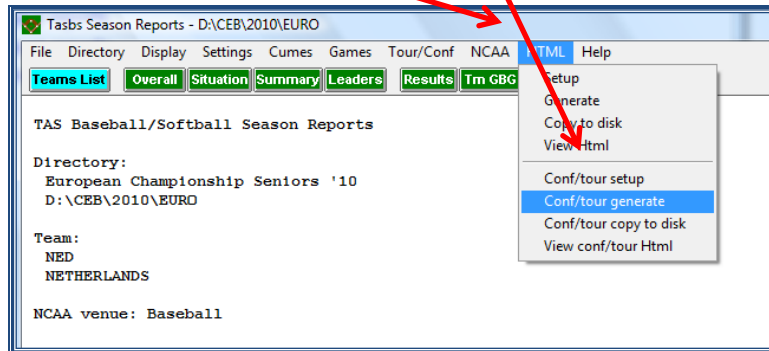 Tasbs Season Reports - D:\CEB\2010\EURO
File Directory Display Settings Cumes Games Tour/Conf NCAA HTML Help
Teams List Overall Situation Summary Leaders Results Tm GBG
Setup
Generate
Copy to disk
View Html
Conf/tour setup
Conf/tour generate
Conf/tour copy to disk
View conf/tour Html
TAS Baseball/Softball Season Reports
Directory:
European Championship Seniors '10
D:\CEB\2010\EURO
Team:
NED
NETHERLANDS
NCAA venue: Baseball